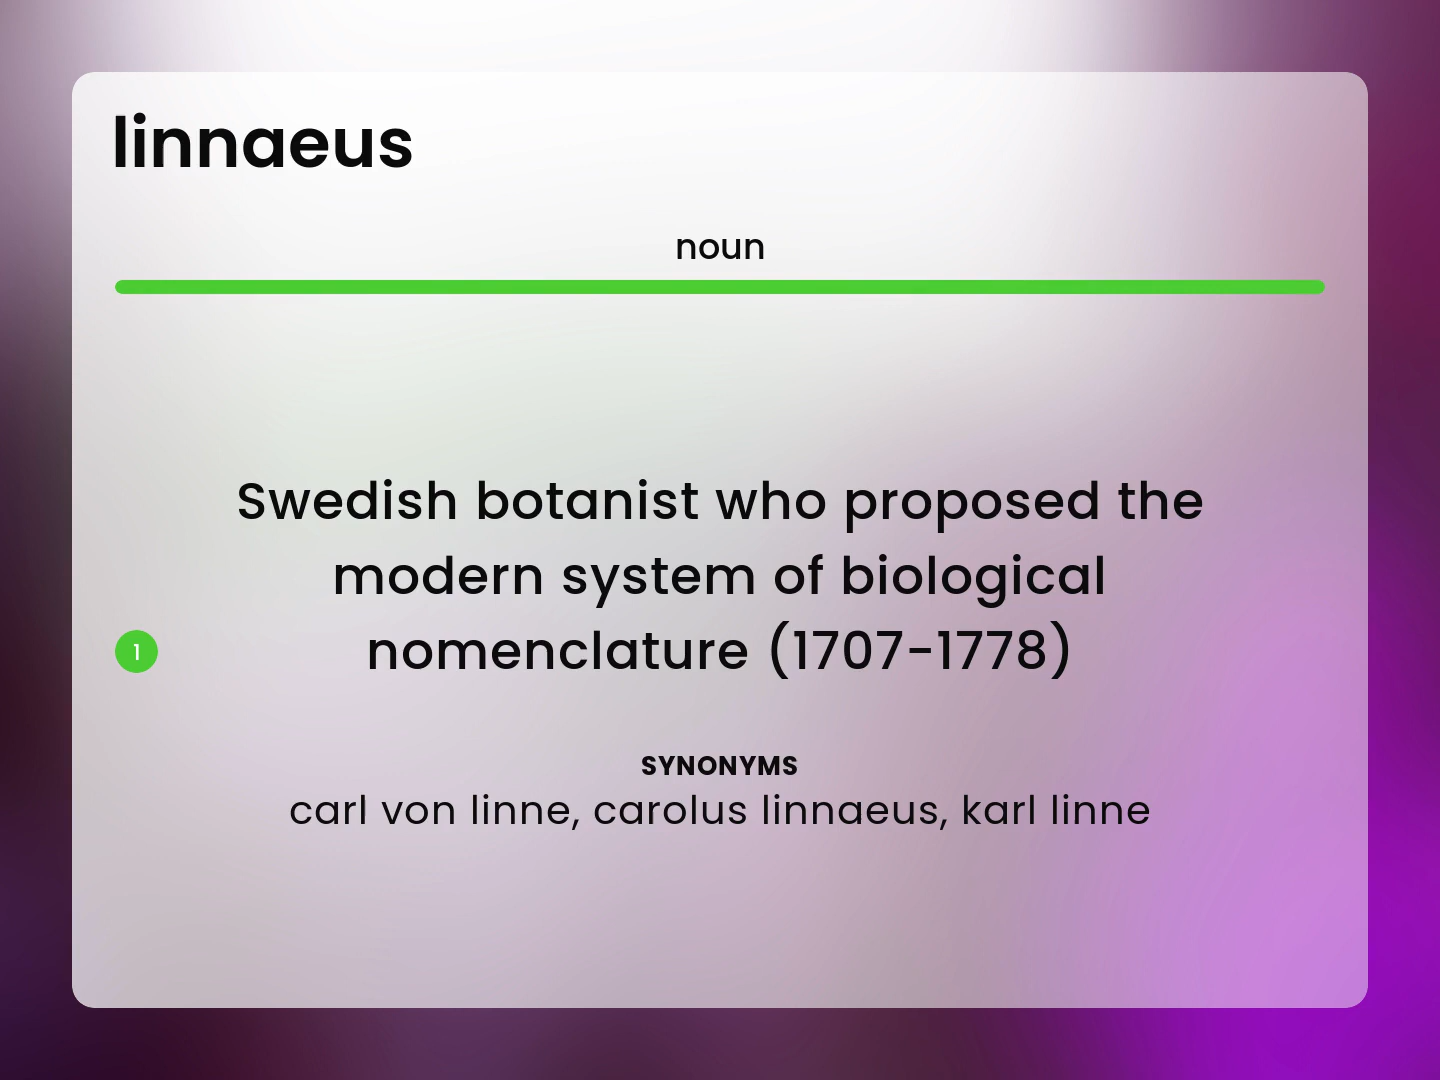 linnaeus
noun
Swedish botanist who proposed the
modern system of biological
nomenclature (1707-1778)
1
SYNONYMS
carl von linne, carolus linnaeus, karl linne